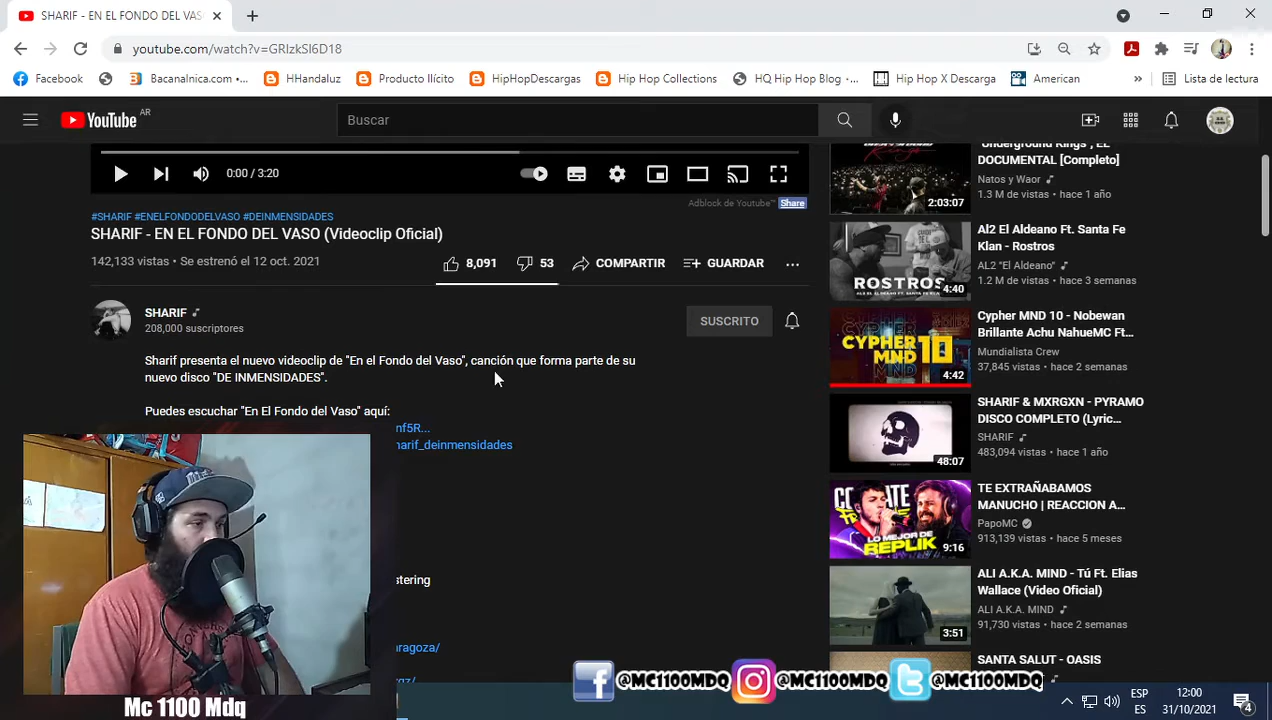 SHARIF - EN EL FONDO DEL VAS
youtube.com/watch?v=GRlzkSl6D18
Facebook
Bacanalnica.com •...
HHandaluz
Producto Ilícito
HipHopDescargas
Hip Hop Collections
HQ Hip Hop Blog •...
Hip Hop X Descarga
American
»
Lista de lectura
YouTube AR
Buscar
0:00 / 3:20
Adblock de Youtube™ Share
#SHARIF #ENELFONDODELVASO #DEINMENSIDADES
SHARIF - EN EL FONDO DEL VASO (Videoclip Oficial)
142,133 vistas • Se estrenó el 12 oct. 2021
8,091
53
COMPARTIR
GUARDAR
SHARIF
208,000 suscriptores
SUSCRITO
Sharif presenta el nuevo videoclip de "En el Fondo del Vaso", canción que forma parte de su
nuevo disco "DE INMENSIDADES".
Puedes escuchar "En El Fondo del Vaso" aquí:
nf5R...
harif_deinmensidades
stering
aragoza/
Mc 1100 Mdq
"Underground Kings", EL
DOCUMENTAL [Completo]
Natos y Waor
1.3 M de vistas • hace 1 año
2:03:07
Al2 El Aldeano Ft. Santa Fe
Klan - Rostros
AL2 "El Aldeano"
1.2 M de vistas • hace 3 semanas
ROSTROS
4:40
Cypher MND 10 - Nobewan
Brillante Achu NahueMC Ft...
Mundialista Crew
37,845 vistas • hace 2 semanas
CYPHER
MND 10
4:42
SHARIF & MXRGXN - PYRAMO
DISCO COMPLETO (Lyric...
SHARIF
483,094 vistas • hace 1 año
48:07
TE EXTRAÑABAMOS
MANUCHO | REACCION A...
PapoMC
913,139 vistas • hace 5 meses
LO MEJOR DE
REPLIK
9:16
ALI A.K.A. MIND - Tú Ft. Elias
Wallace (Video Oficial)
ALI A.K.A. MIND
91,730 vistas • hace 2 semanas
3:51
SANTA SALUT - OASIS
@MC1100MDQ
@MC1100MDQ
@MC1100MDQ
ESP
ES
12:00
31/10/2021
4